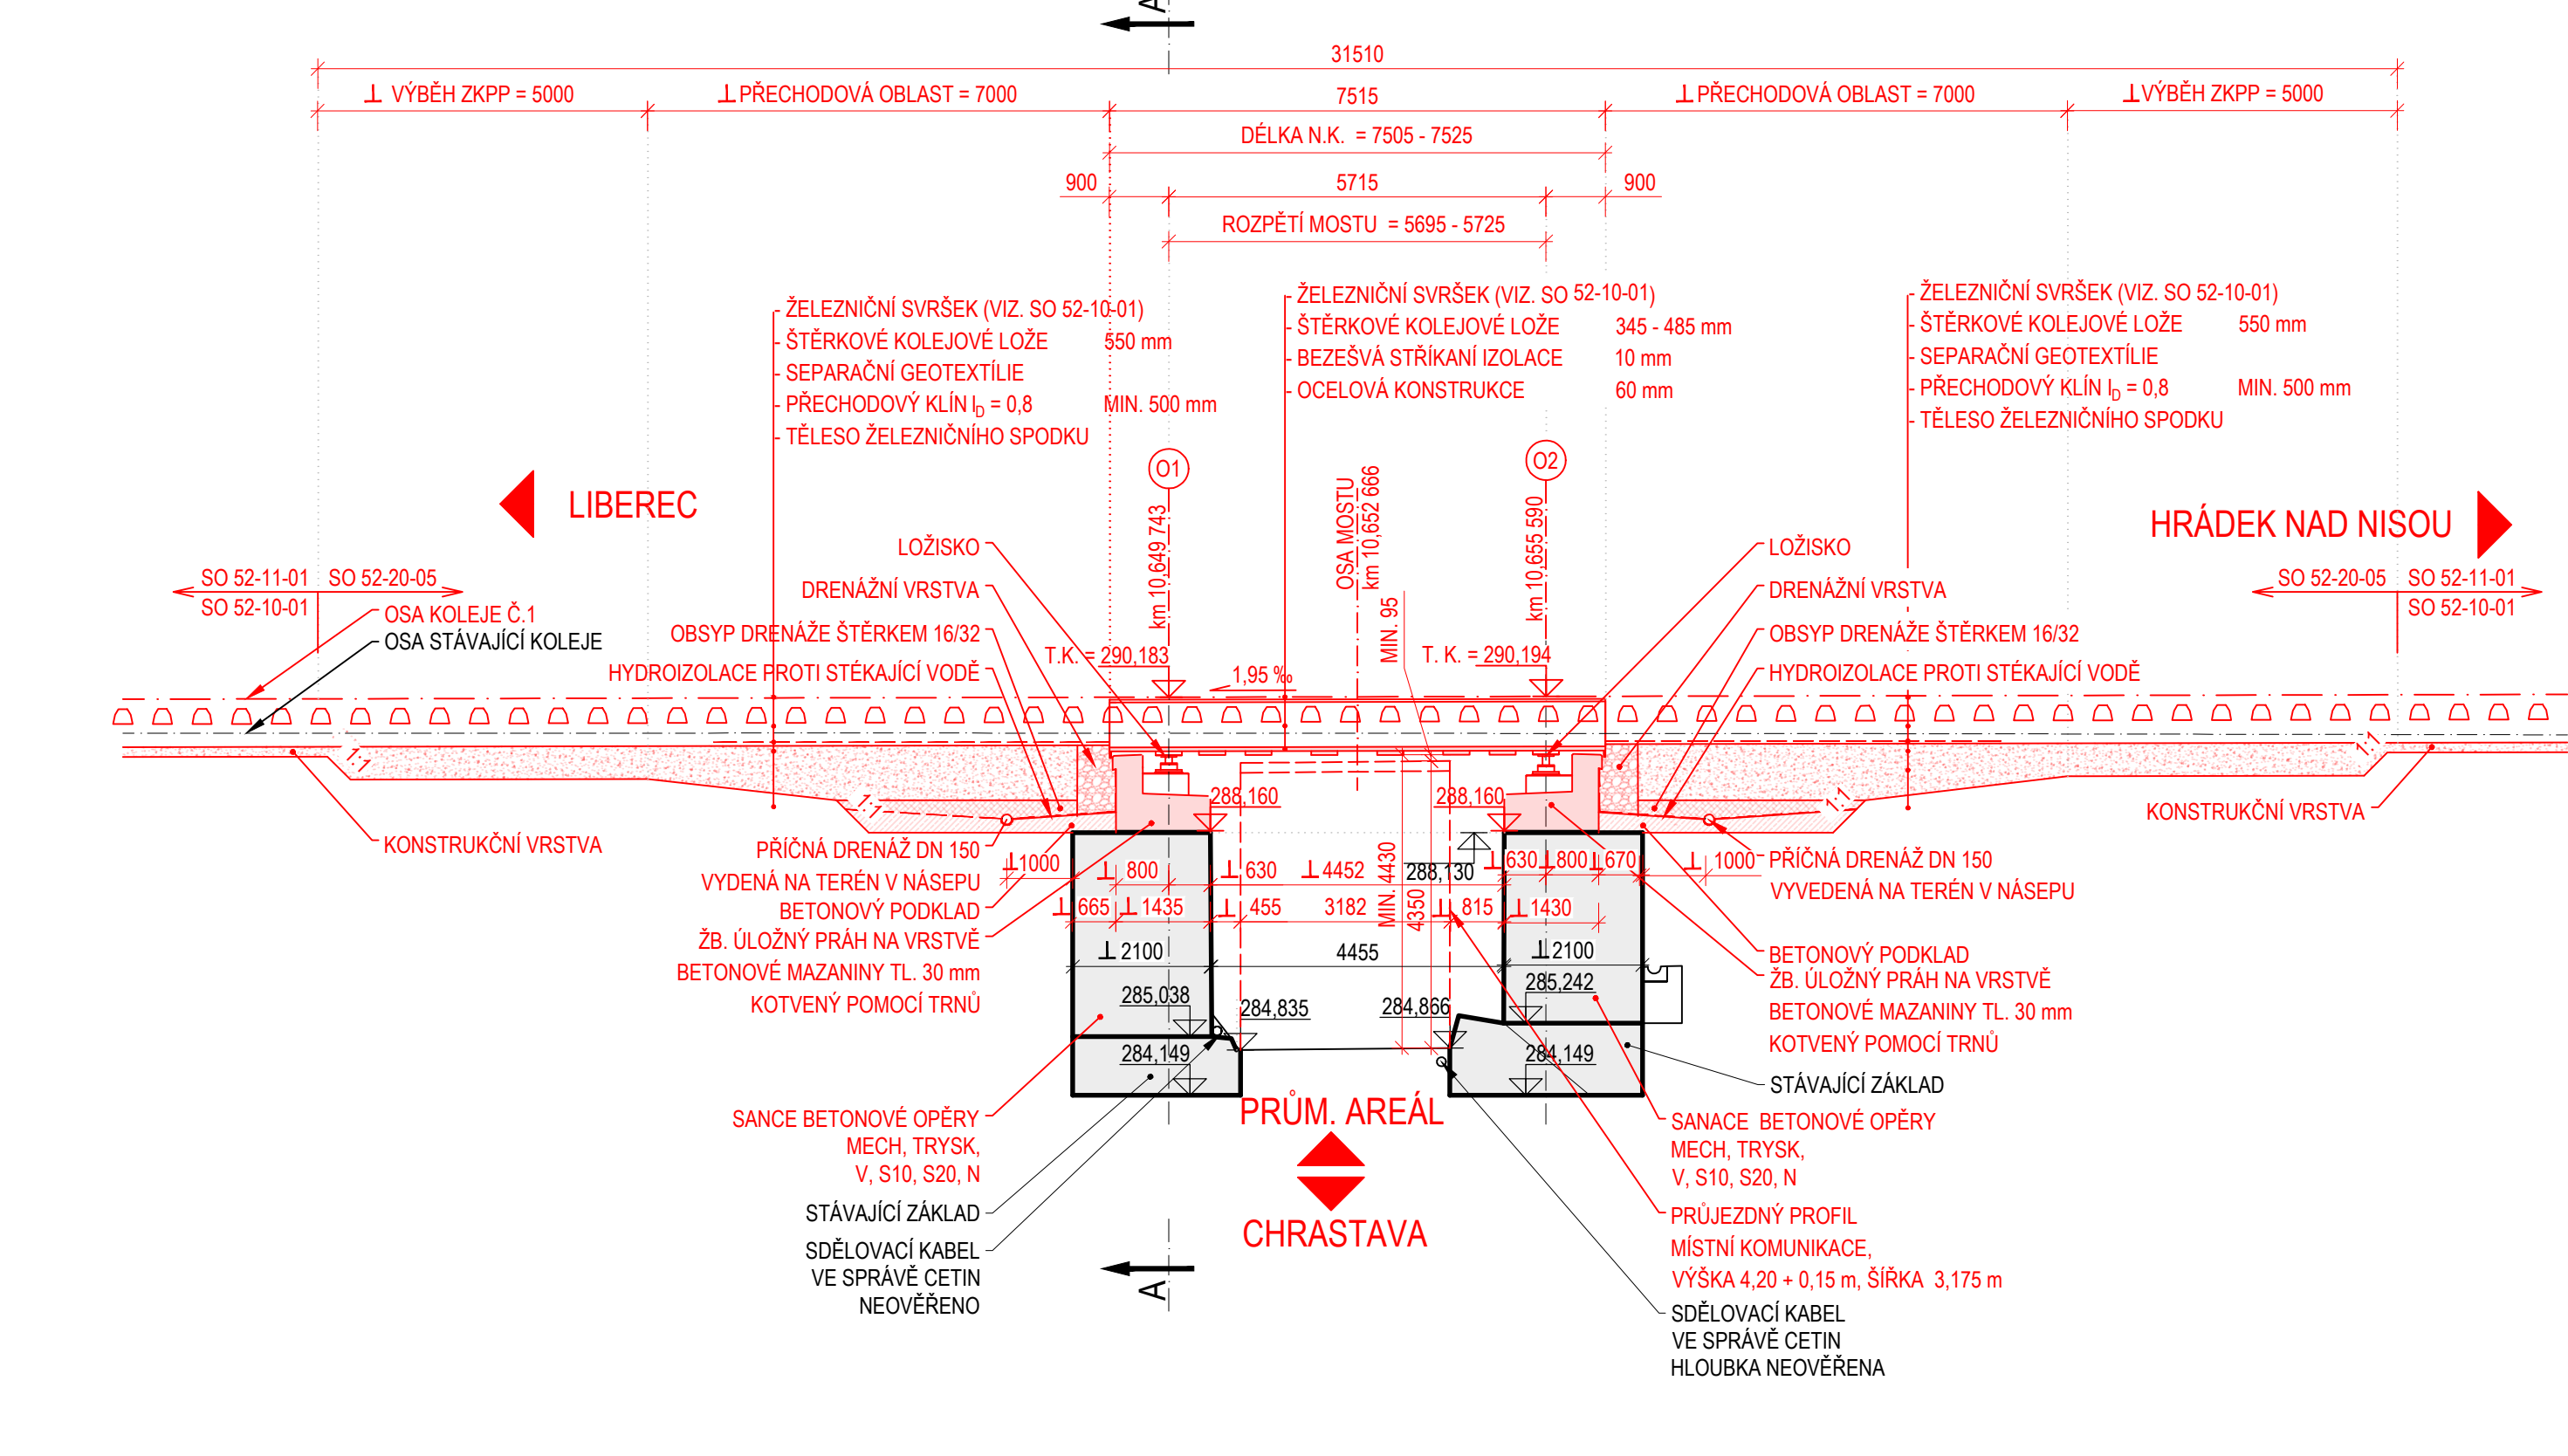 A
31510
⊥ VÝBĚH ZKPP = 5000
⊥ PŘECHODOVÁ OBLAST = 7000
7515
⊥ PŘECHODOVÁ OBLAST = 7000
⊥ VÝBĚH ZKPP = 5000
DÉLKA N.K. = 7505 - 7525
900
5715
900
ROZPĚTÍ MOSTU = 5695 - 5725
- ŽELEZNIČNÍ SVRŠEK (VIZ. SO 52-10-01)
- ŠTĚRKOVÉ KOLEJOVÉ LOŽE 550 mm
- SEPARAČNÍ GEOTEXTÍLIE
- PŘECHODOVÝ KLÍN I_D = 0,8 MIN. 500 mm
- TĚLESO ŽELEZNIČNÍHO SPODKU
- ŽELEZNIČNÍ SVRŠEK (VIZ. SO 52-10-01)
- ŠTĚRKOVÉ KOLEJOVÉ LOŽE 345 - 485 mm
- BEZEŠVÁ STŘÍKANÍ IZOLACE 10 mm
- OCELOVÁ KONSTRUKCE 60 mm
- ŽELEZNIČNÍ SVRŠEK (VIZ. SO 52-10-01)
- ŠTĚRKOVÉ KOLEJOVÉ LOŽE 550 mm
- SEPARAČNÍ GEOTEXTÍLIE
- PŘECHODOVÝ KLÍN I_D = 0,8 MIN. 500 mm
- TĚLESO ŽELEZNIČNÍHO SPODKU
O1
O2
km 10,649 743
OSA MOSTU
km 10,652 666
km 10,655 590
LIBEREC
HRÁDEK NAD NISOU
SO 52-11-01 SO 52-20-05
SO 52-10-01
SO 52-20-05 SO 52-11-01
SO 52-10-01
OSA KOLEJE Č.1
OSA STÁVAJÍCÍ KOLEJE
LOŽISKO
DRENÁŽNÍ VRSTVA
OBSYP DRENÁŽE ŠTĚRKEM 16/32
HYDROIZOLACE PROTI STÉKAJÍCÍ VODĚ
T.K. = 290,183
1,95 ‰
MIN. 95
T. K. = 290,194
LOŽISKO
DRENÁŽNÍ VRSTVA
OBSYP DRENÁŽE ŠTĚRKEM 16/32
HYDROIZOLACE PROTI STÉKAJÍCÍ VODĚ
1:1
1:1
1:1
1:1
288,160
288,160
KONSTRUKČNÍ VRSTVA
KONSTRUKČNÍ VRSTVA
PŘÍČNÁ DRENÁŽ DN 150
VYDENÁ NA TERÉN V NÁSEPU
BETONOVÝ PODKLAD
ŽB. ÚLOŽNÝ PRÁH NA VRSTVĚ
BETONOVÉ MAZANINY TL. 30 mm
KOTVENÝ POMOCÍ TRNŮ
⊥1000
⊥ 800
⊥ 630
⊥4452
MIN. 4430
4350
288,130
⊥630
⊥800
⊥670
⊥ 1000
⊥ 665
⊥ 1435
⊥ 455
3182
⊥ 815
⊥1430
⊥ 2100
4455
⊥2100
285,038
284,835
284,866
285,242
284,149
284,149
PŘÍČNÁ DRENÁŽ DN 150
VYVEDENÁ NA TERÉN V NÁSEPU
BETONOVÝ PODKLAD
ŽB. ÚLOŽNÝ PRÁH NA VRSTVĚ
BETONOVÉ MAZANINY TL. 30 mm
KOTVENÝ POMOCÍ TRNŮ
STÁVAJÍCÍ ZÁKLAD
SANCE BETONOVÉ OPĚRY
MECH, TRYSK,
V, S10, S20, N
STÁVAJÍCÍ ZÁKLAD
SDĚLOVACÍ KABEL
VE SPRÁVĚ CETIN
NEOVĚŘENO
PRŮM. AREÁL
CHRASTAVA
SANACE BETONOVÉ OPĚRY
MECH, TRYSK,
V, S10, S20, N
PRŮJEZDNÝ PROFIL
MÍSTNÍ KOMUNIKACE,
VÝŠKA 4,20 + 0,15 m, ŠÍŘKA 3,175 m
SDĚLOVACÍ KABEL
VE SPRÁVĚ CETIN
HLOUBKA NEOVĚŘENA
A